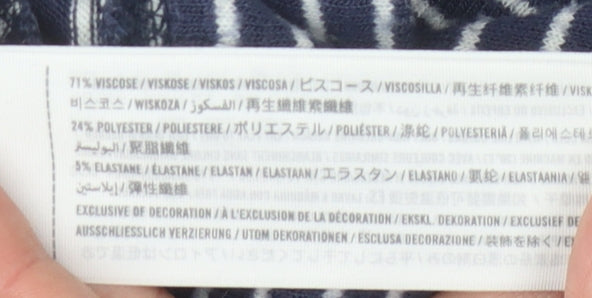 71% VISCOSE / VISKOSE / VISKOS / VISCOSA / ビスコース / VISCOSILLA / 再生纤维素纤维 / VISK
비스코스 / WISKOZA / الفسكوز / 再生纖維素纖維
24% POLYESTER / POLIESTERE / ポリエステル / POLIÉSTER / 涤纶 / POLYESTERIÄ / 폴리에스테르
البوليستر / 聚脂纖維
5% ELASTANE / ÉLASTANE / ELASTAN / ELASTAAN / エラスタン / ELASTANO / 氨纶 / ELASTAANIA /
إيلاستين / 彈性纖維
EXCLUSIVE OF DECORATION / À L'EXCLUSION DE LA DÉCORATION / EKSKL. DEKORATION / EXCLUSIEF DE
AUSSCHLIESSLICH VERZIERUNG / UTOM DEKORATIONEN / ESCLUSA DECORAZIONE / 装飾を除く / EX